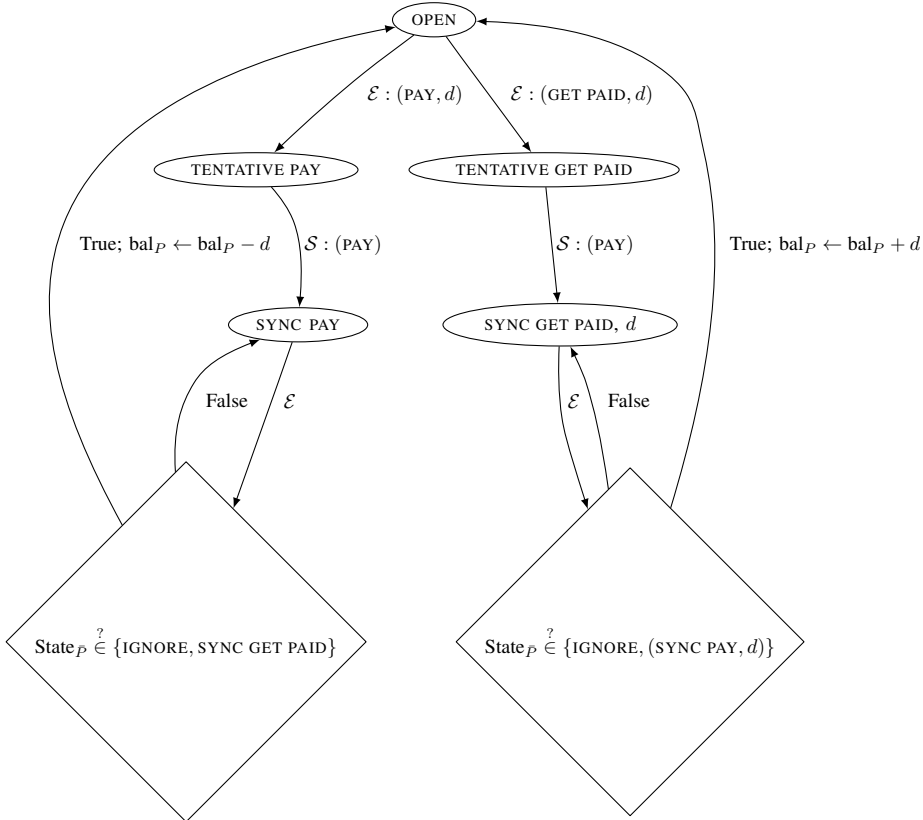 OPEN
ℰ : (PAY, d)
ℰ : (GET PAID, d)
TENTATIVE PAY
TENTATIVE GET PAID
True; bal_P ← bal_P − d
𝒮 : (PAY)
𝒮 : (PAY)
True; bal_P ← bal_P + d
SYNC PAY
SYNC GET PAID, d
False
ℰ
ℰ
False
State_P̄ ∈? {IGNORE, SYNC GET PAID}
State_P̄ ∈? {IGNORE, (SYNC PAY, d)}